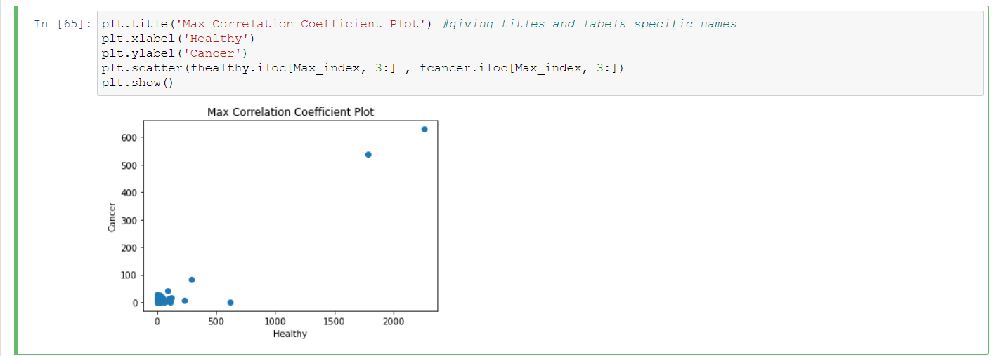 In [65]: plt.title('Max Correlation Coefficient Plot') #giving titles and labels specific names
plt.xlabel('Healthy')
plt.ylabel('Cancer')
plt.scatter(fhealthy.iloc[Max_index, 3:] , fcancer.iloc[Max_index, 3:])
plt.show()
Max Correlation Coefficient Plot
600
500
400
300
200
100
0
Cancer
0 500 1000 1500 2000
Healthy